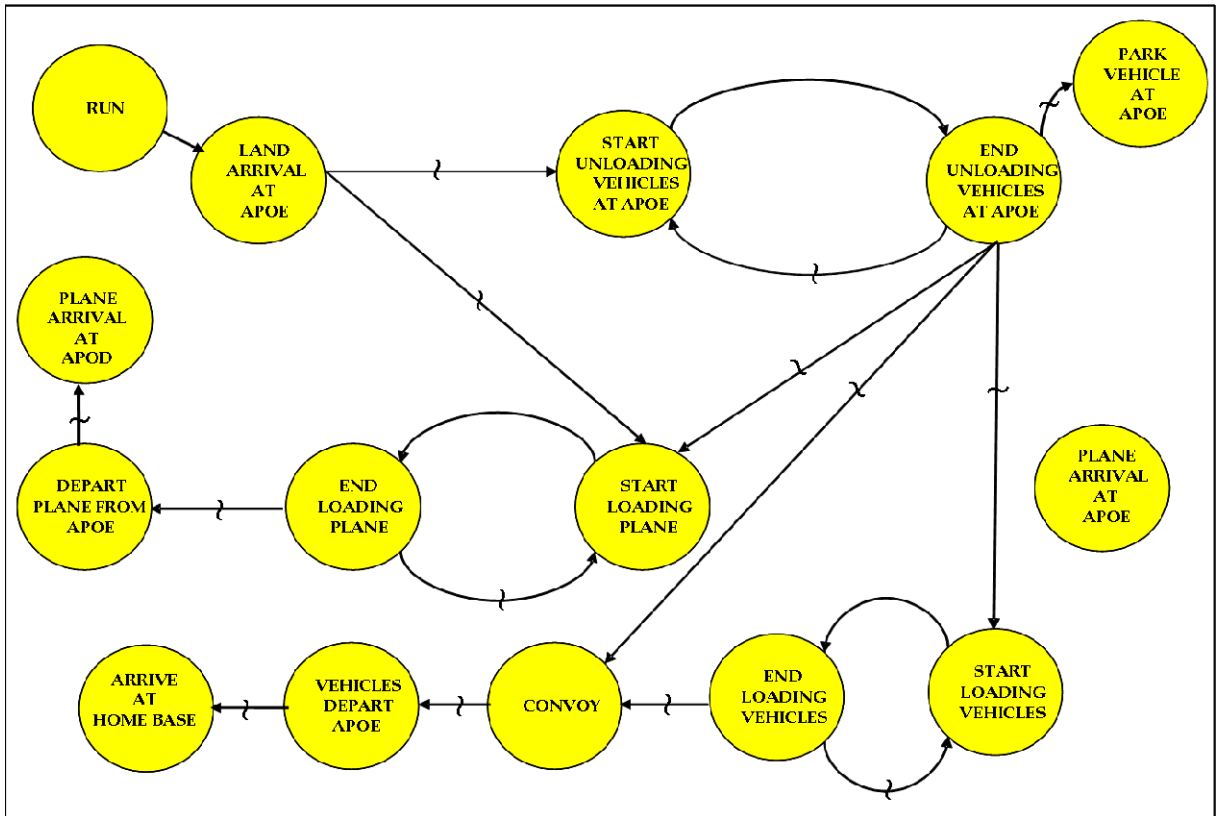 RUN
LAND
ARRIVAL
AT
APOE
START
UNLOADING
VEHICLES
AT APOE
END
UNLOADING
VEHICLES
AT APOE
PARK
VEHICLE
AT
APOE
PLANE
ARRIVAL
AT
APOD
DEPART
PLANE FROM
APOE
END
LOADING
PLANE
START
LOADING
PLANE
PLANE
ARRIVAL
AT
APOE
ARRIVE
AT
HOME BASE
VEHICLES
DEPART
APOE
CONVOY
END
LOADING
VEHICLES
START
LOADING
VEHICLES